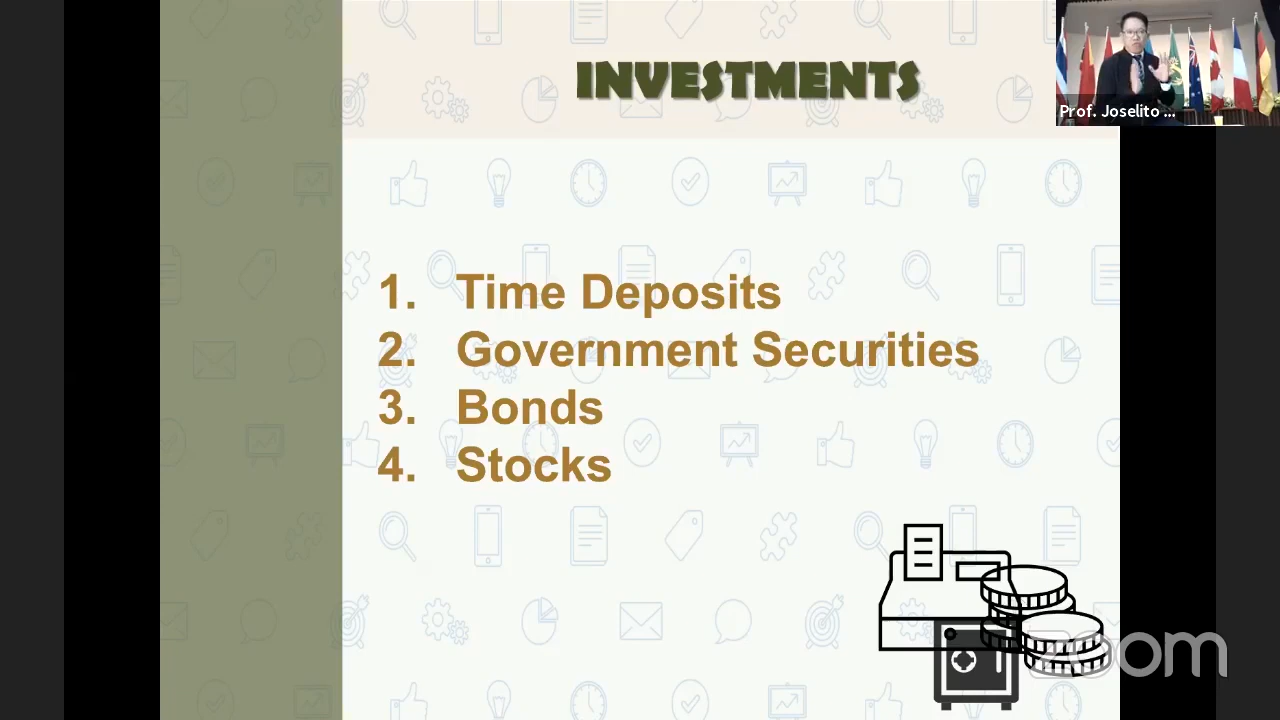 INVESTMENTS
Prof. Joselito ...
1. Time Deposits
2. Government Securities
3. Bonds
4. Stocks
zoom